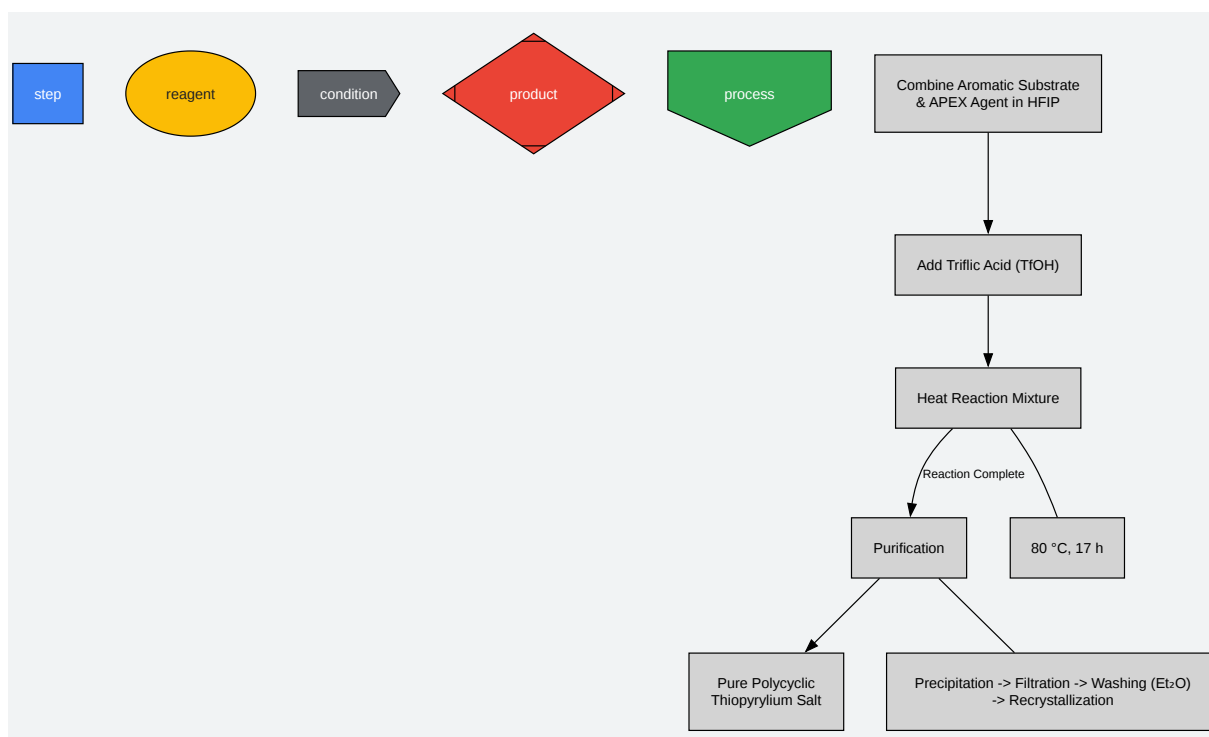 step
reagent
condition
product
process
Combine Aromatic Substrate
& APEX Agent in HFIP
Add Triflic Acid (TfOH)
Heat Reaction Mixture
Reaction Complete
Purification
80 °C, 17 h
Pure Polycyclic
Thiopyrylium Salt
Precipitation -> Filtration -> Washing (Et₂O)
-> Recrystallization